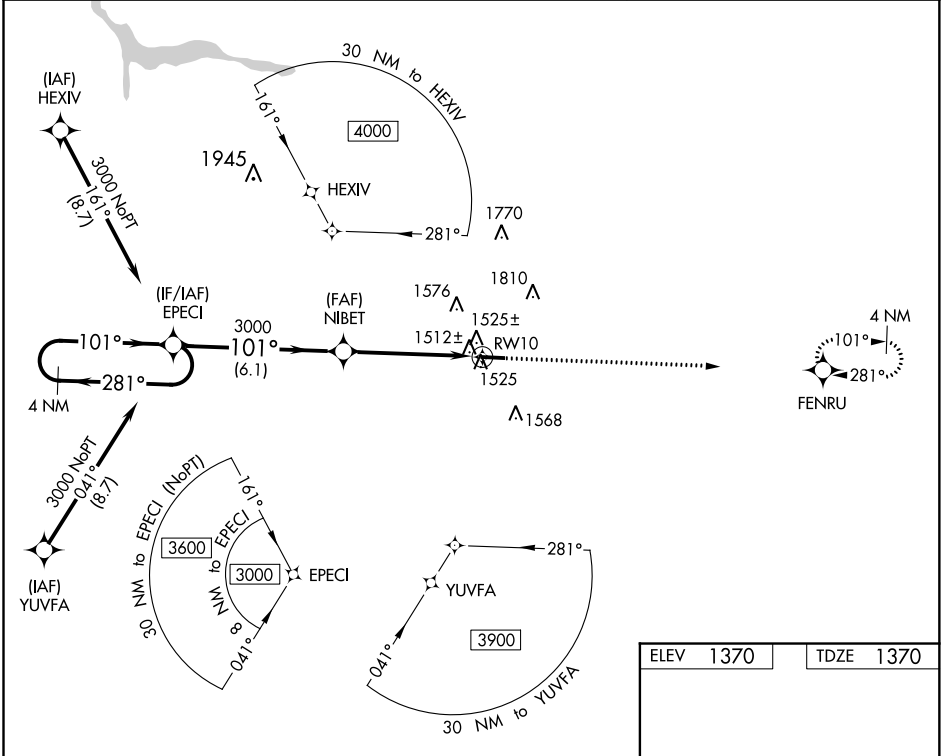 (IAF)
HEXIV
3000 NoPT
161°
(8.7)
30 NM to HEXIV
161°
4000
HEXIV
281°
1945
1770
1810
1576
1525±
1512±
RW10
1525
1568
(IF/IAF)
EPECI
101°
281°
4 NM
3000
101°
(6.1)
(FAF)
NIBET
4 NM
101°
281°
FENRU
3000 NoPT
041°
(8.7)
(IAF)
YUVFA
30 NM to EPECI (NoPT)
161°
3600
8 NM to EPECI
3000
EPECI
041°
281°
YUVFA
3900
041°
30 NM to YUVFA
ELEV 1370
TDZE 1370